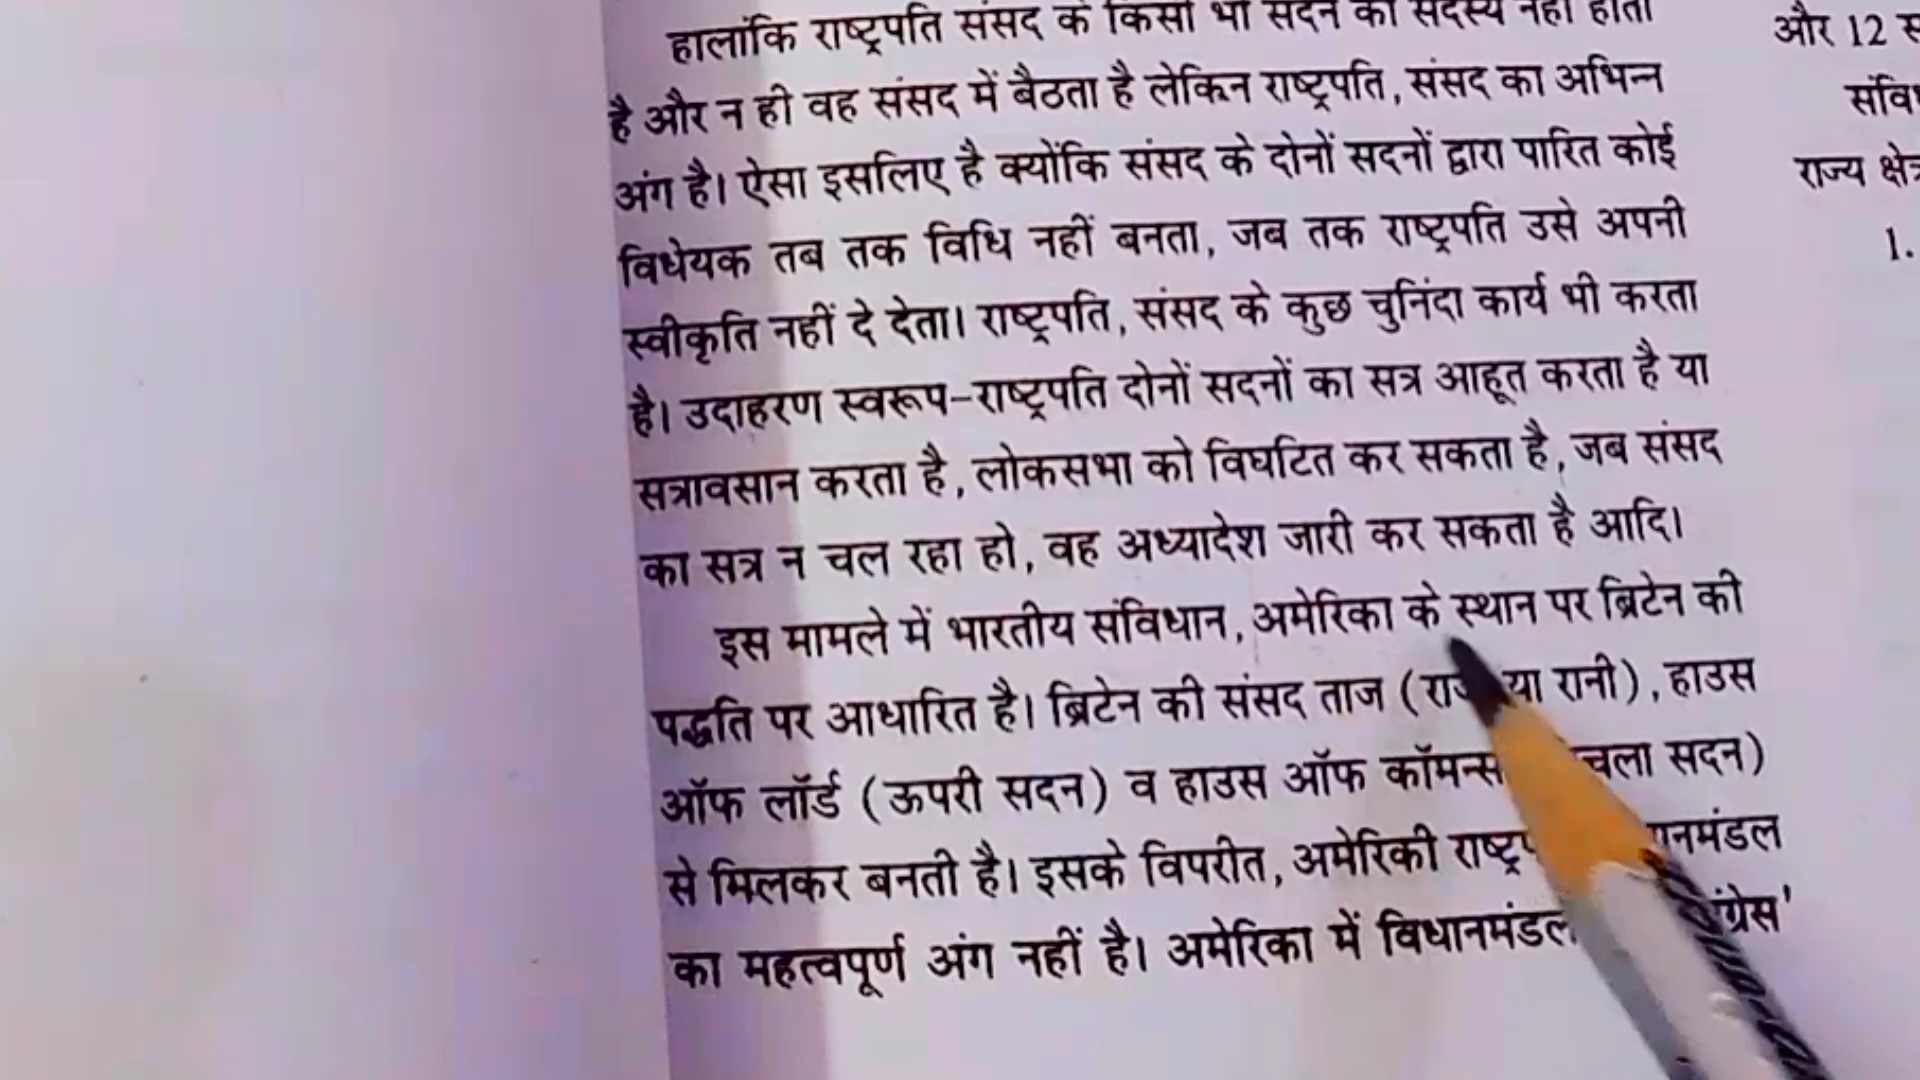 हालांकि राष्ट्रपति संसद के किसी भी सदन का सदस्य नहीं होता
है और न ही वह संसद में बैठता है लेकिन राष्ट्रपति, संसद का अभिन्न
अंग है। ऐसा इसलिए है क्योंकि संसद के दोनों सदनों द्वारा पारित कोई
विधेयक तब तक विधि नहीं बनता, जब तक राष्ट्रपति उसे अपनी
स्वीकृति नहीं दे देता। राष्ट्रपति, संसद के कुछ चुनिंदा कार्य भी करता
है। उदाहरण स्वरूप-राष्ट्रपति दोनों सदनों का सत्र आहूत करता है या
सत्रावसान करता है, लोकसभा को विघटित कर सकता है, जब संसद
का सत्र न चल रहा हो, वह अध्यादेश जारी कर सकता है आदि।
इस मामले में भारतीय संविधान, अमेरिका के स्थान पर ब्रिटेन की
पद्धति पर आधारित है। ब्रिटेन की संसद ताज ( या रानी), हाउस
ऑफ लॉर्ड (ऊपरी सदन) व हाउस ऑफ कॉमन्स सदन)
से मिलकर बनती है। इसके विपरीत, अमेरिकी
का महत्वपूर्ण अंग नहीं है। अमेरिका में विधानमंडल
और 12
राज्य
1.